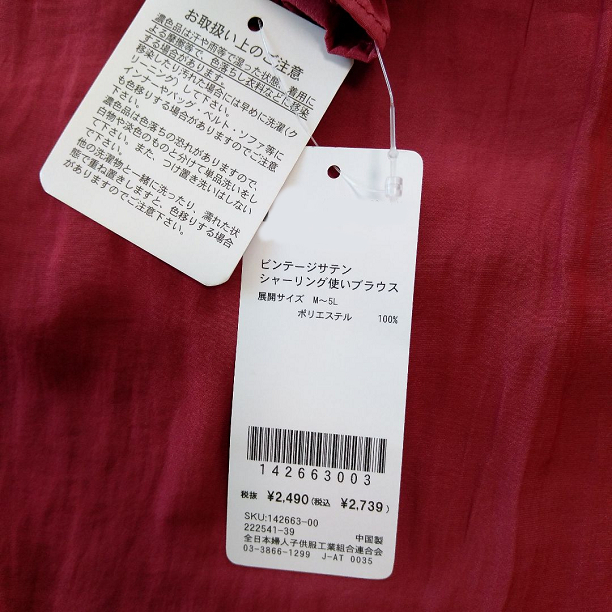 お取扱い上のご注意
濃色品は汗や雨等で湿った状態、着用に
よる摩擦等で、色落ちし衣料などに移染
する場合があります。
移染したり汚れた場合には早めに洗濯(ク
リーニング)して下さい。
インナーやバッグ・ベルト・ソファ等に
も色移りする場合がありますのでご注意
下さい。
濃色品は色落ちの恐れがありますので、
白物や淡色のものと分けて単品洗いをし
て下さい。また、つけ置き洗いはしない
で下さい。
他の洗濯物と一緒に洗ったり、濡れた状
態で重ね置きしますと、色移りする場合
がありますのでご注意下さい。
ビンテージサテン
シャーリング使いブラウス
展開サイズ M～5L
ポリエステル 100%
142663003
税抜 ¥2,490(税込 ¥2,739)
SKU:142663-00
222541-39 中国製
全日本婦人子供服工業組合連合会
03-3866-1299 J-AT 0035